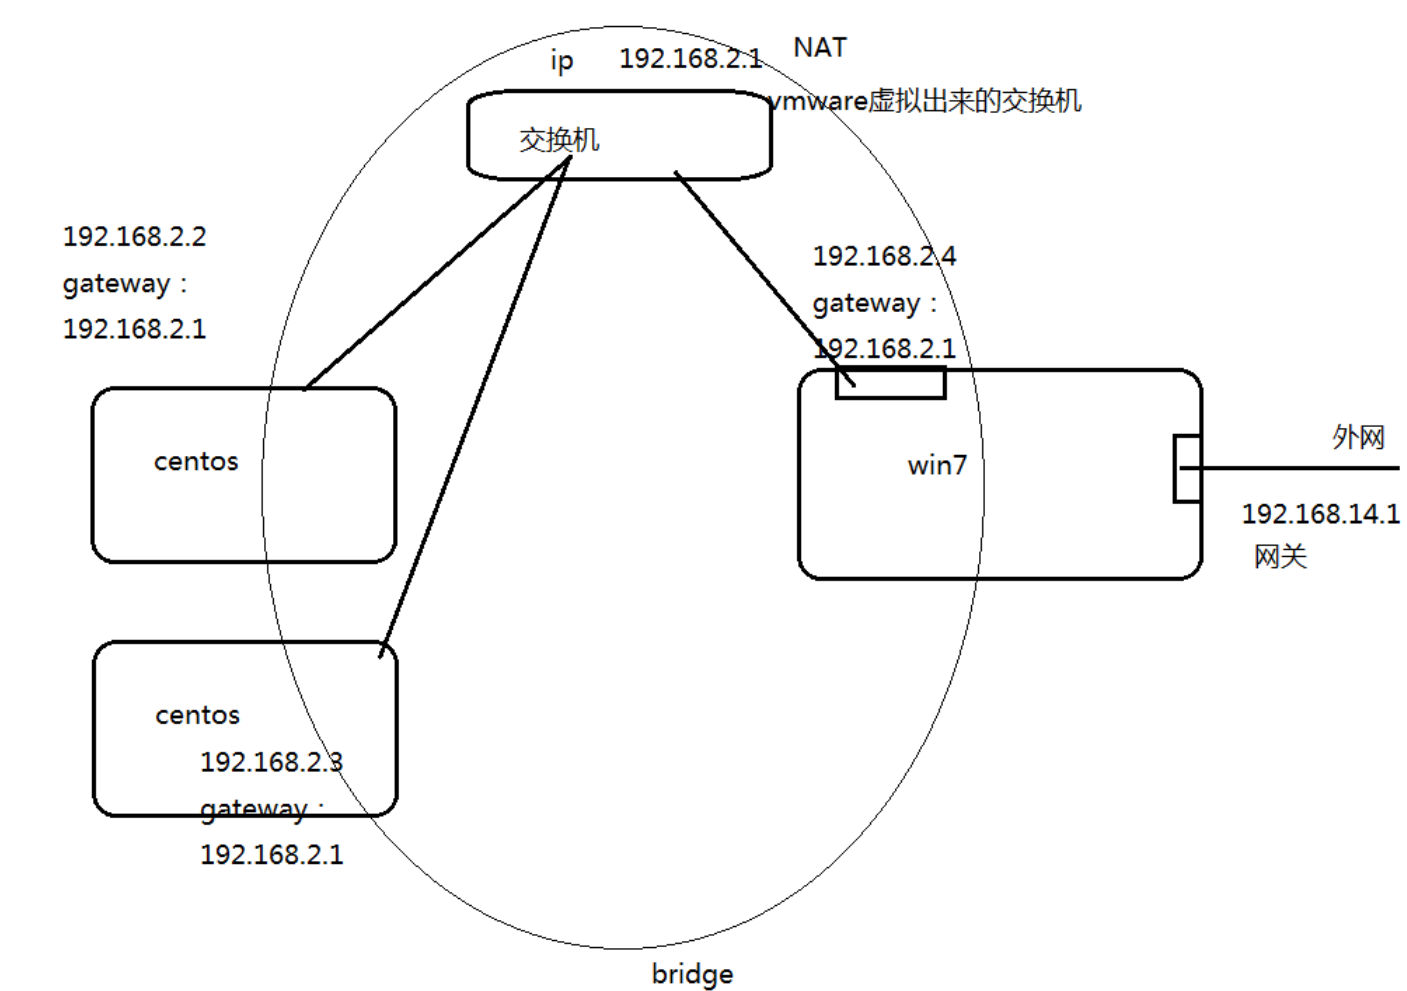 ip 192.168.2.1
NAT
vmware虚拟出来的交换机
交换机
192.168.2.2
gateway：
192.168.2.1
192.168.2.4
gateway：
192.168.2.1
centos
win7
外网
192.168.14.1
网关
centos
192.168.2.3
gateway：
192.168.2.1
bridge